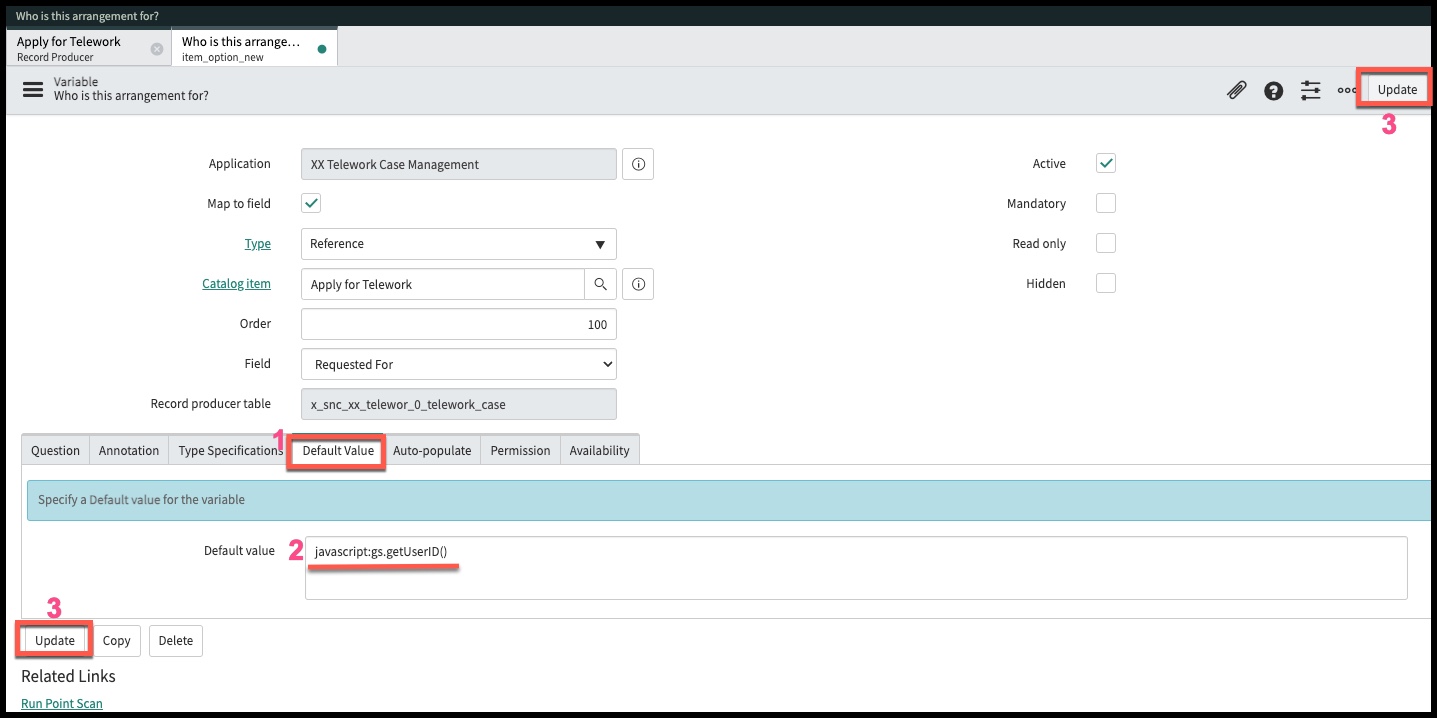 Who is this arrangement for?
Apply for Telework
Record Producer
Who is this arrange...
item_option_new
Variable
Who is this arrangement for?
Update
3
Application
XX Telework Case Management
Active
Map to field
Mandatory
Type
Reference
Read only
Catalog item
Apply for Telework
Hidden
Order
100
Field
Requested For
Record producer table
x_snc_xx_telewor_0_telework_case
Question
Annotation
Type Specifications
1
Default Value
Auto-populate
Permission
Availability
Specify a Default value for the variable
Default value
2
javascript:gs.getUserID()
3
Update
Copy
Delete
Related Links
Run Point Scan